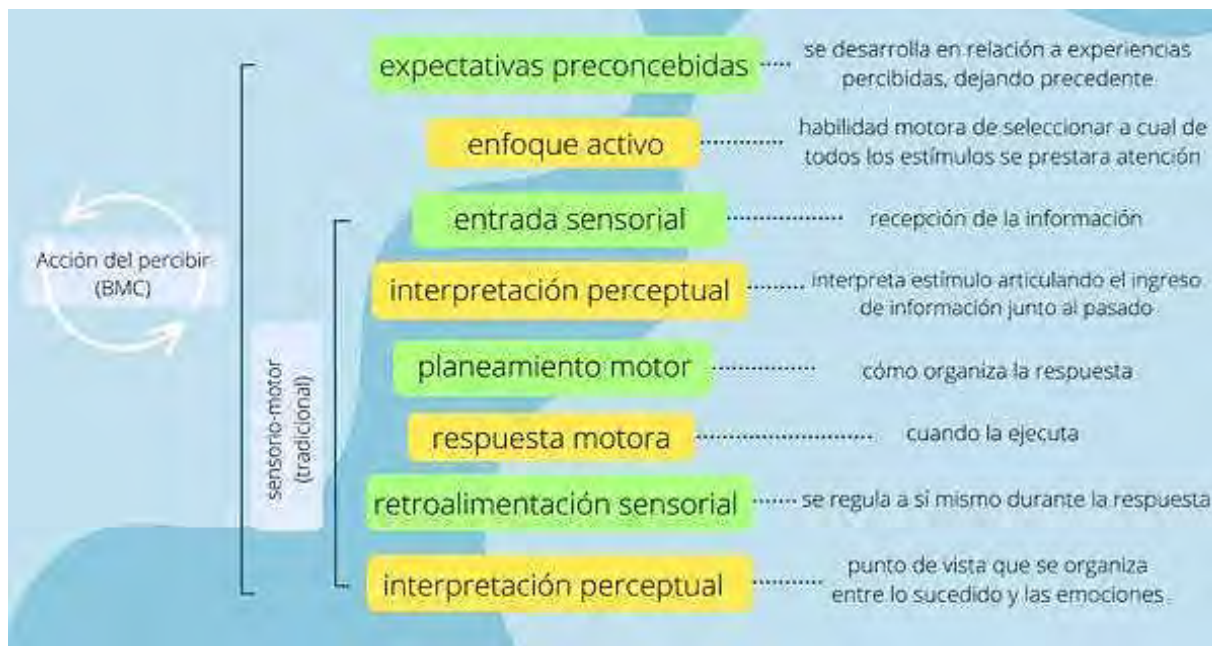 expectativas preconcebidas
se desarrolla en relación a experiencias
percibidas, dejando precedente
enfoque activo
habilidad motora de seleccionar a cual de
todos los estímulos se prestara atención
entrada sensorial
recepción de la información
Acción del percibir
(BMC)
interpretación perceptual
interpreta estímulo articulando el ingreso
de información junto al pasado
sensorio-motor
(tradicional)
planeamiento motor
cómo organiza la respuesta
respuesta motora
cuando la ejecuta
retroalimentación sensorial
se regula a sí mismo durante la respuesta
interpretación perceptual
punto de vista que se organiza
entre lo sucedido y las emociones